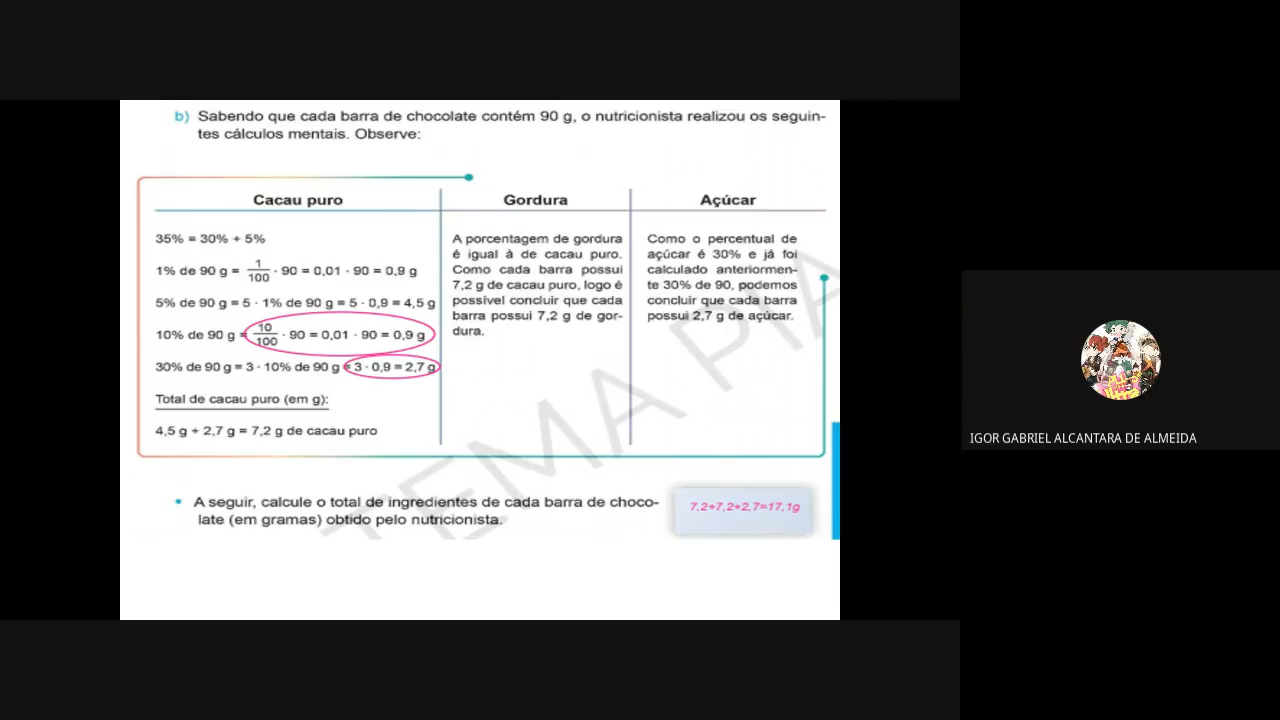 b) Sabendo que cada barra de chocolate contém 90 g, o nutricionista realizou os seguin-
tes cálculos mentais. Observe:
Cacau puro
35% = 30% + 5%
1% de 90 g = 1/100 · 90 = 0,01 · 90 = 0,9 g
5% de 90 g = 5 · 1% de 90 g = 5 · 0,9 = 4,5 g
10% de 90 g = 10/100 · 90 = 0,01 · 90 = 0,9 g
30% de 90 g = 3 · 10% de 90 g = 3 · 0,9 = 2,7 g
Total de cacau puro (em g):
4,5 g + 2,7 g = 7,2 g de cacau puro
Gordura
A porcentagem de gordura
é igual à de cacau puro.
Como cada barra possui
7,2 g de cacau puro, logo é
possível concluir que cada
barra possui 7,2 g de gor-
dura.
Açúcar
Como o percentual de
açúcar é 30% e já foi
calculado anteriormen-
te 30% de 90, podemos
concluir que cada barra
possui 2,7 g de açúcar.
• A seguir, calcule o total de ingredientes de cada barra de choco-
late (em gramas) obtido pelo nutricionista.
7,2+7,2+2,7=17,1g
TEMA PIA
IGOR GABRIEL ALCANTARA DE ALMEIDA